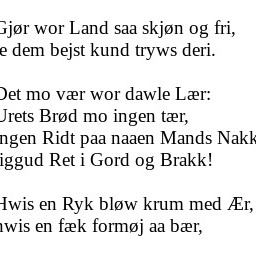 Gjør wor Land saa skjøn og fri,
e dem bejst kund tryws deri.
Det mo vær wor dawle Lær:
Urets Brød mo ingen tær,
ngen Ridt paa naaen Mands Nakk
iggud Ret i Gord og Brakk!
Hwis en Ryk bløw krum med Ær,
hwis en fæk formøj aa bær,